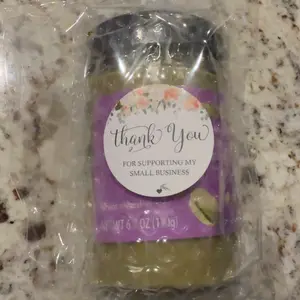 thank You
FOR SUPPORTING MY
SMALL BUSINESS